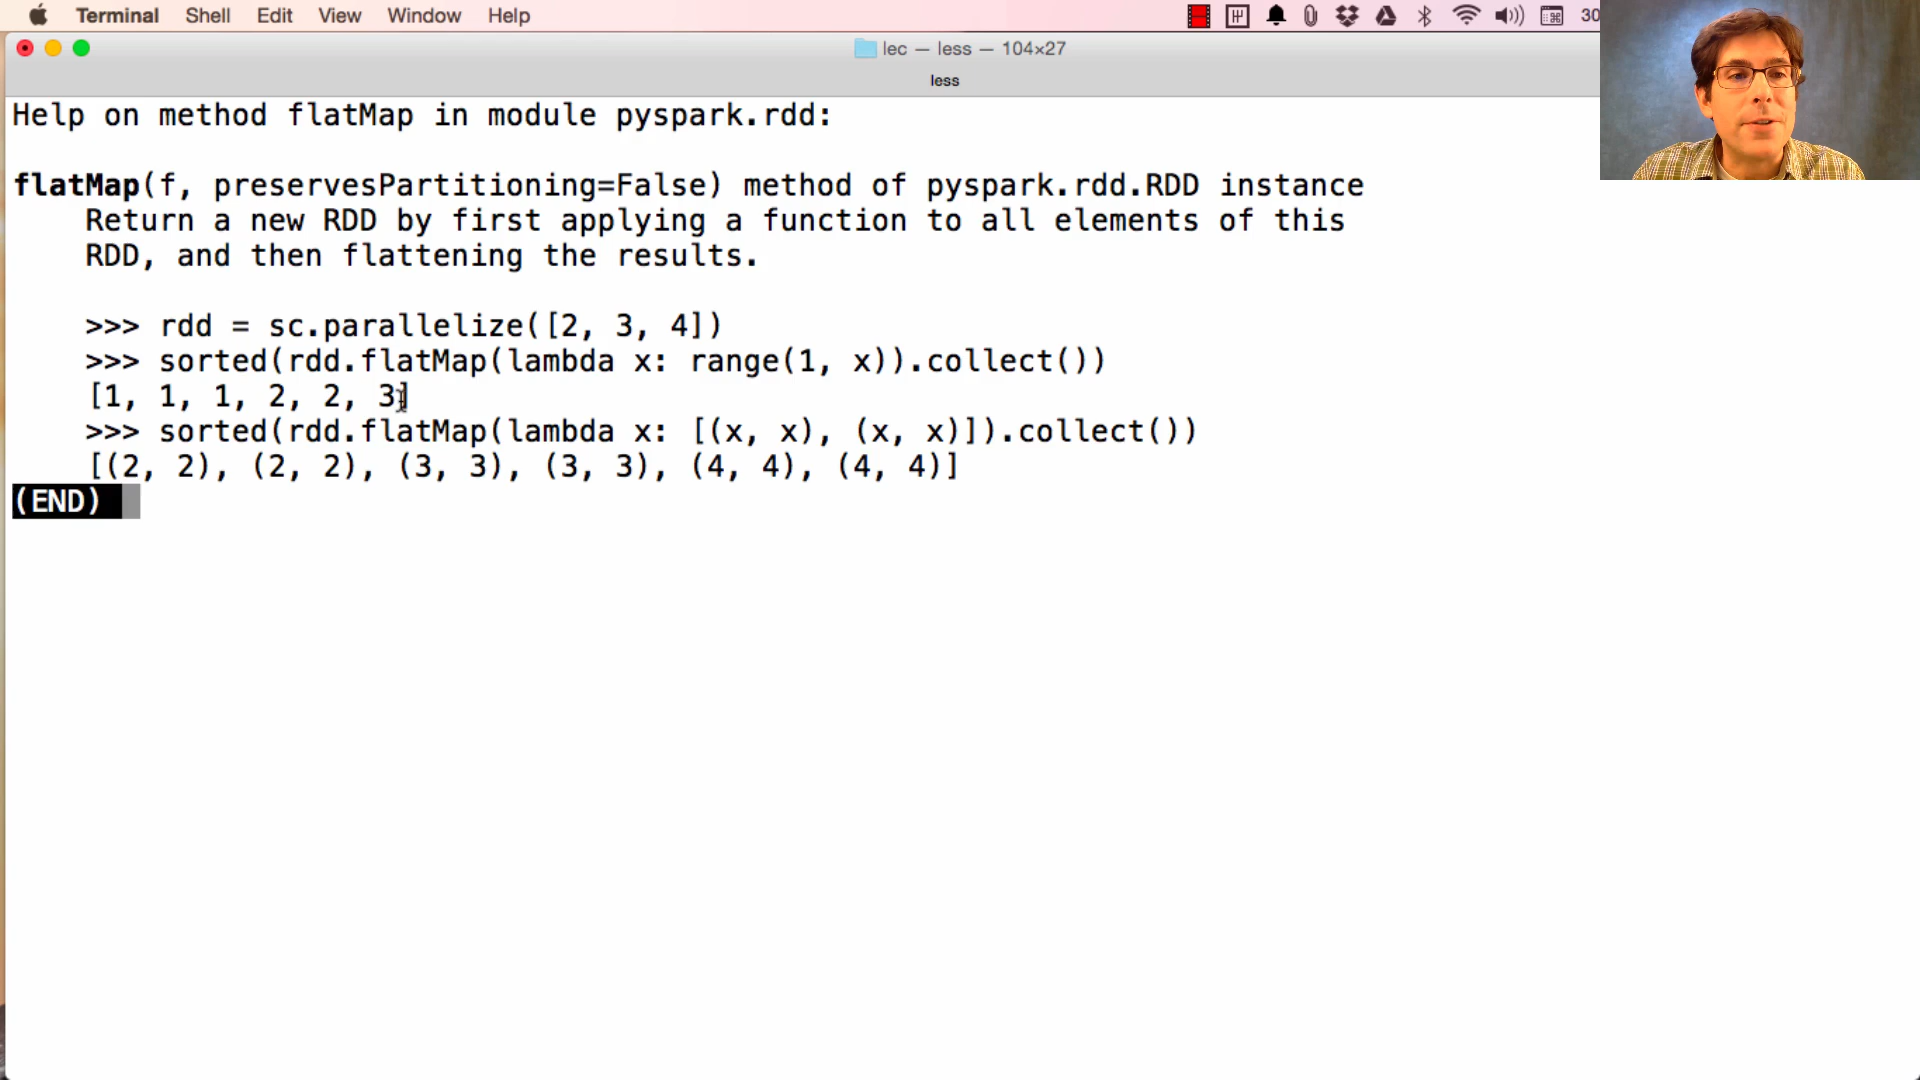 Terminal Shell Edit View Window Help 30
lec — less — 104×27
less
Help on method flatMap in module pyspark.rdd:
flatMap(f, preservesPartitioning=False) method of pyspark.rdd.RDD instance
Return a new RDD by first applying a function to all elements of this
RDD, and then flattening the results.
>>> rdd = sc.parallelize([2, 3, 4])
>>> sorted(rdd.flatMap(lambda x: range(1, x)).collect())
[1, 1, 1, 2, 2, 3]
>>> sorted(rdd.flatMap(lambda x: [(x, x), (x, x)]).collect())
[(2, 2), (2, 2), (3, 3), (3, 3), (4, 4), (4, 4)]
(END)